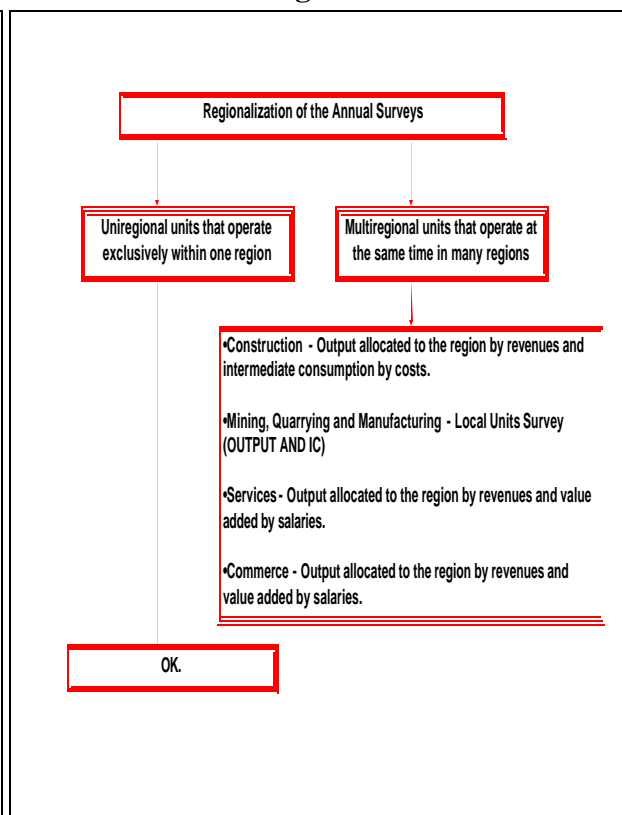 Regionalization of the Annual Surveys
Uniregional units that operate
exclusively within one region
Multiregional units that operate at
the same time in many regions
•Construction - Output allocated to the region by revenues and
intermediate consumption by costs.
•Mining, Quarrying and Manufacturing - Local Units Survey
(OUTPUT AND IC)
•Services - Output allocated to the region by revenues and value
added by salaries.
•Commerce - Output allocated to the region by revenues and
value added by salaries.
OK.